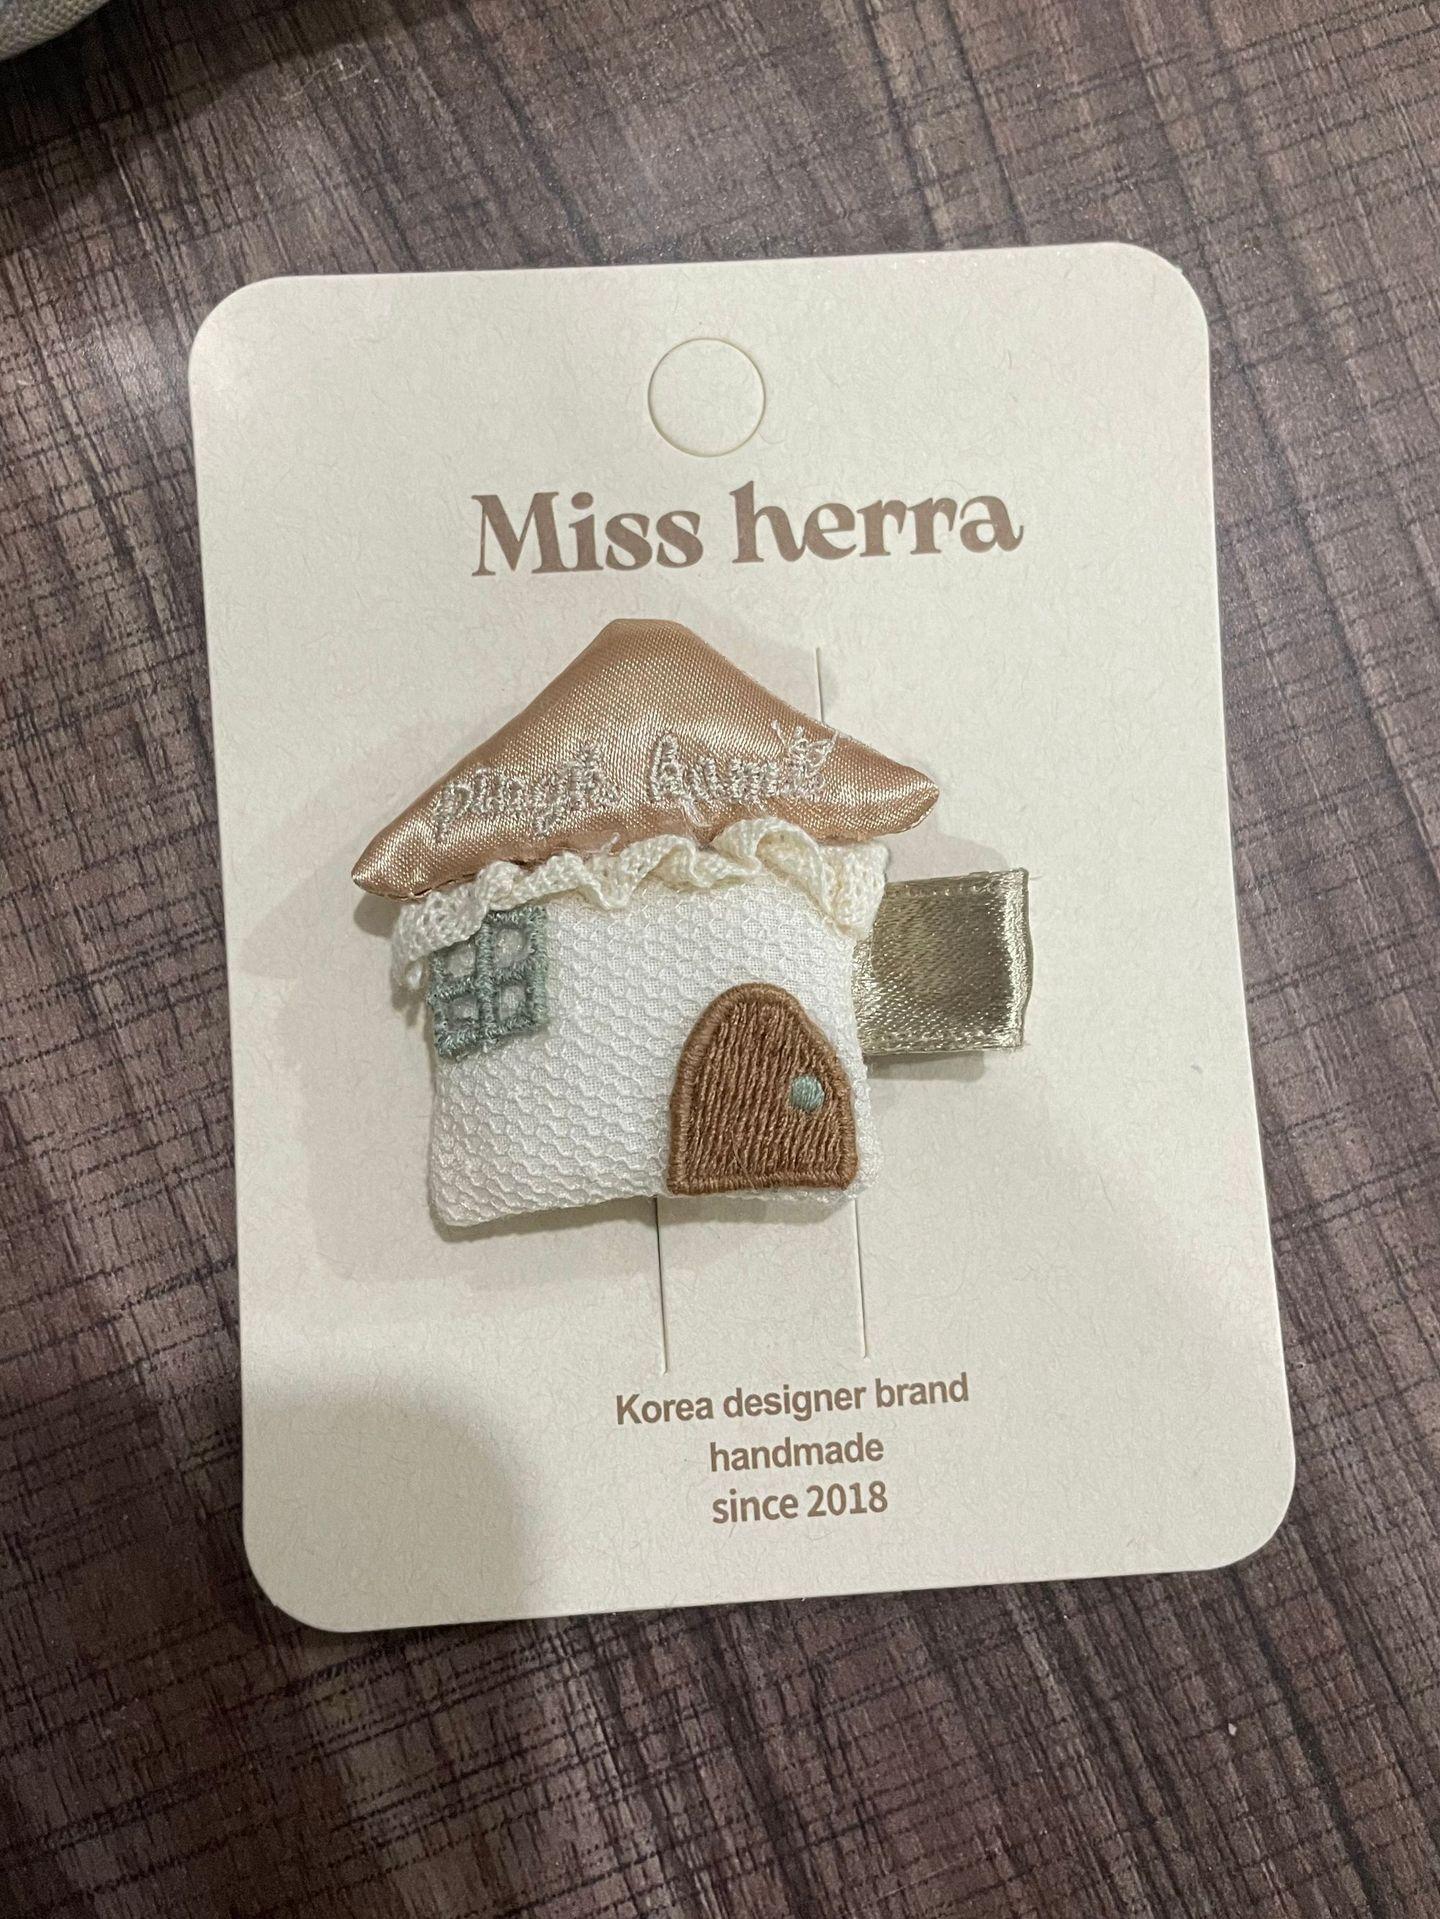 Miss herra
Korea designer brand
handmade
since 2018